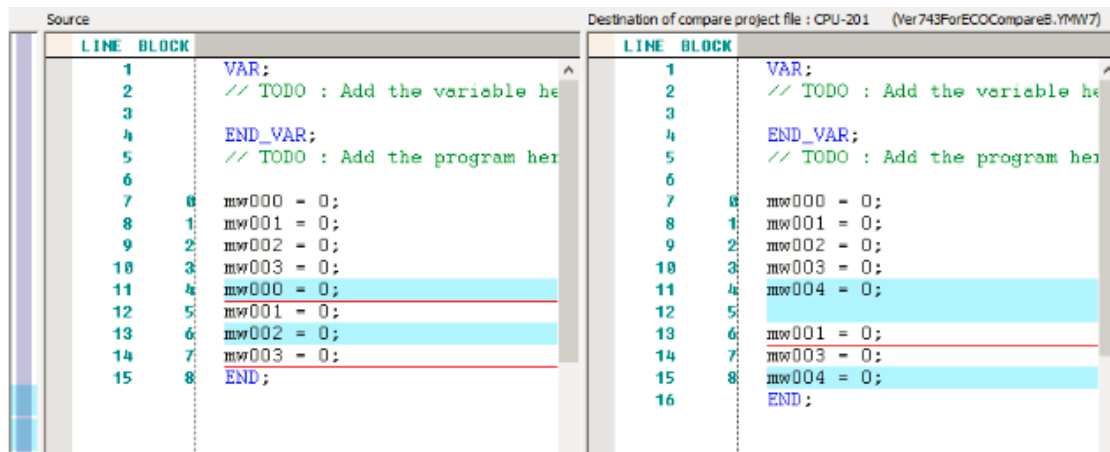 Source
Destination of compare project file : CPU-201 (Ver743ForECOCompareB.YMW7)
LINE BLOCK
1 VAR;
2 // TODO : Add the variable he
3
4 END_VAR;
5 // TODO : Add the program her
6
7 0 mw000 = 0;
8 1 mw001 = 0;
9 2 mw002 = 0;
10 3 mw003 = 0;
11 4 mw000 = 0;
12 5 mw001 = 0;
13 6 mw002 = 0;
14 7 mw003 = 0;
15 8 END;
LINE BLOCK
1 VAR;
2 // TODO : Add the variable he
3
4 END_VAR;
5 // TODO : Add the program her
6
7 0 mw000 = 0;
8 1 mw001 = 0;
9 2 mw002 = 0;
10 3 mw003 = 0;
11 4 mw004 = 0;
12 5
13 6 mw001 = 0;
14 7 mw003 = 0;
15 8 mw004 = 0;
16 END;